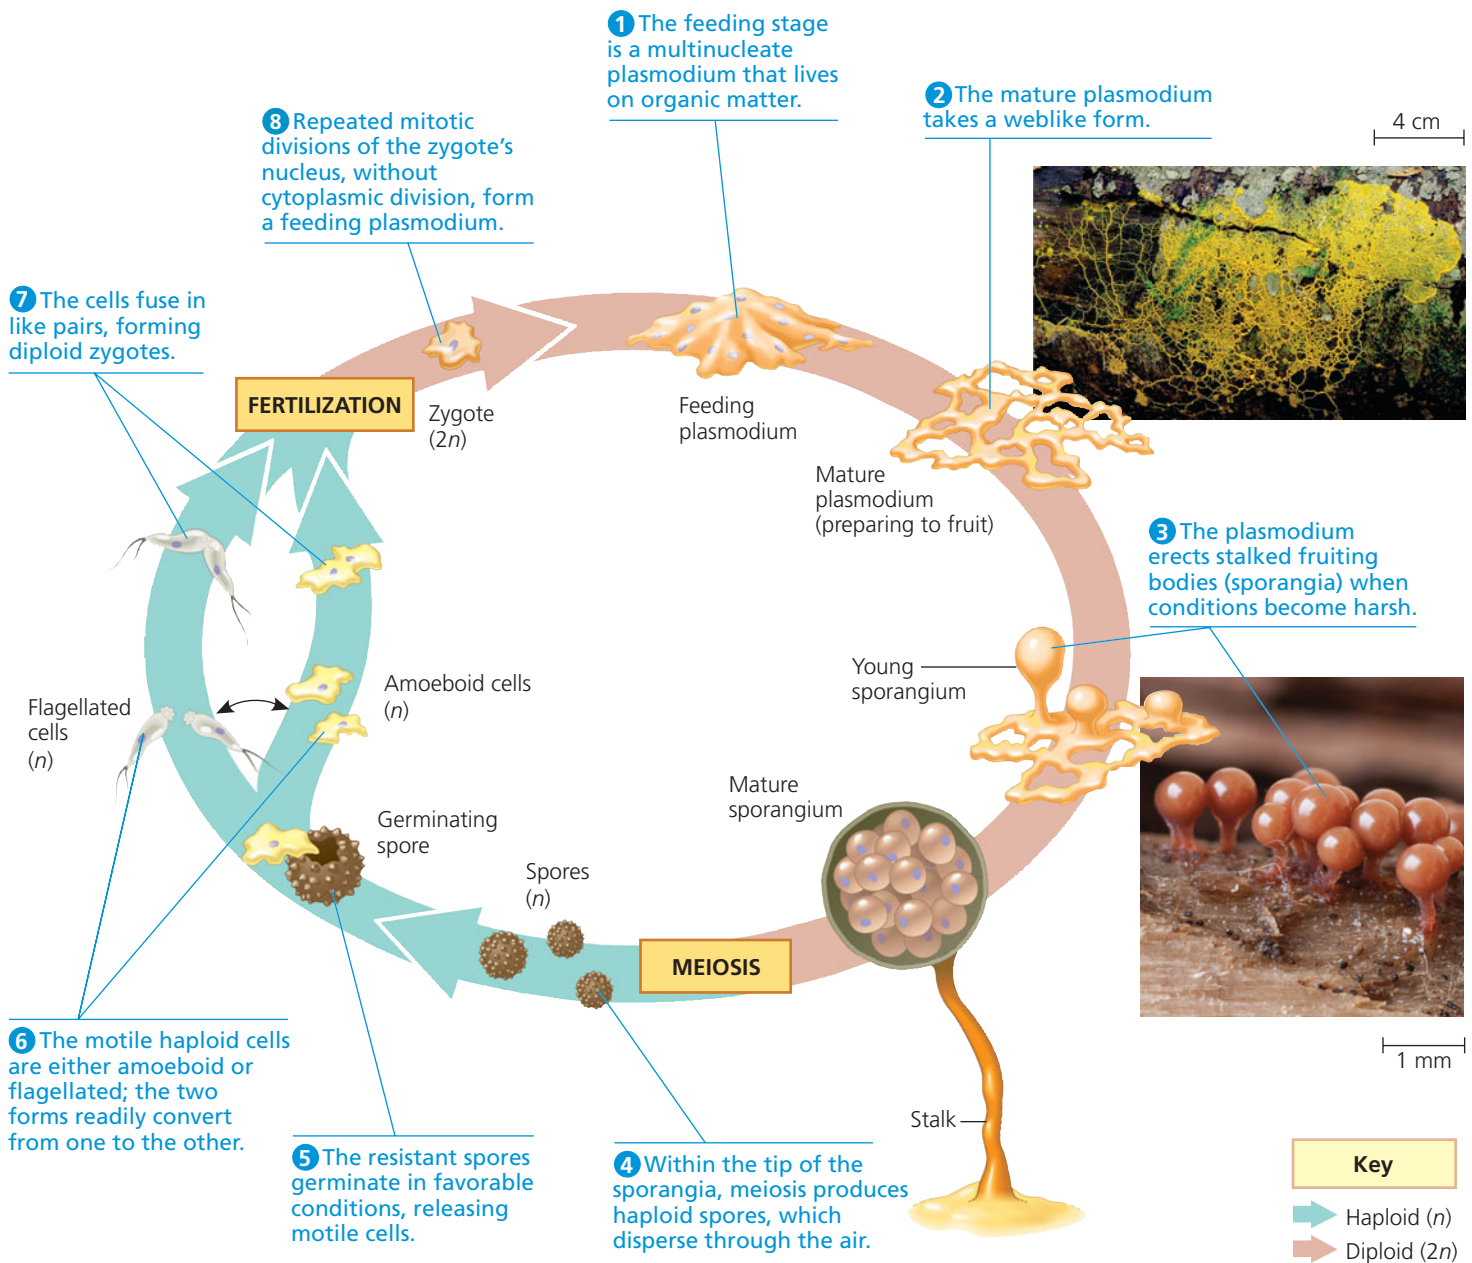 1 The feeding stage
is a multinucleate
plasmodium that lives
on organic matter.
2 The mature plasmodium
takes a weblike form.
4 cm
8 Repeated mitotic
divisions of the zygote's
nucleus, without
cytoplasmic division, form
a feeding plasmodium.
7 The cells fuse in
like pairs, forming
diploid zygotes.
FERTILIZATION
Zygote
(2n)
Feeding
plasmodium
Mature
plasmodium
(preparing to fruit)
3 The plasmodium
erects stalked fruiting
bodies (sporangia) when
conditions become harsh.
Young
sporangium
Amoeboid cells
(n)
Flagellated
cells
(n)
Mature
sporangium
Germinating
spore
Spores
(n)
MEIOSIS
6 The motile haploid cells
are either amoeboid or
flagellated; the two
forms readily convert
from one to the other.
5 The resistant spores
germinate in favorable
conditions, releasing
motile cells.
4 Within the tip of the
sporangia, meiosis produces
haploid spores, which
disperse through the air.
Stalk
1 mm
Key
Haploid (n)
Diploid (2n)